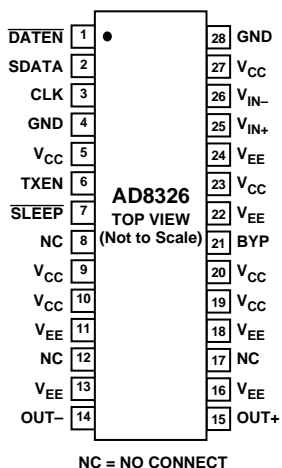 DATEN 1 28 GND
SDATA 2 27 VCC
CLK 3 26 VIN–
GND 4 25 VIN+
VCC 5 24 VEE
TXEN 6 23 VCC
SLEEP 7 22 VEE
NC 8 21 BYP
VCC 9 20 VCC
VCC 10 19 VCC
VEE 11 18 VEE
NC 12 17 NC
VEE 13 16 VEE
OUT– 14 15 OUT+
AD8326
TOP VIEW
(Not to Scale)
NC = NO CONNECT